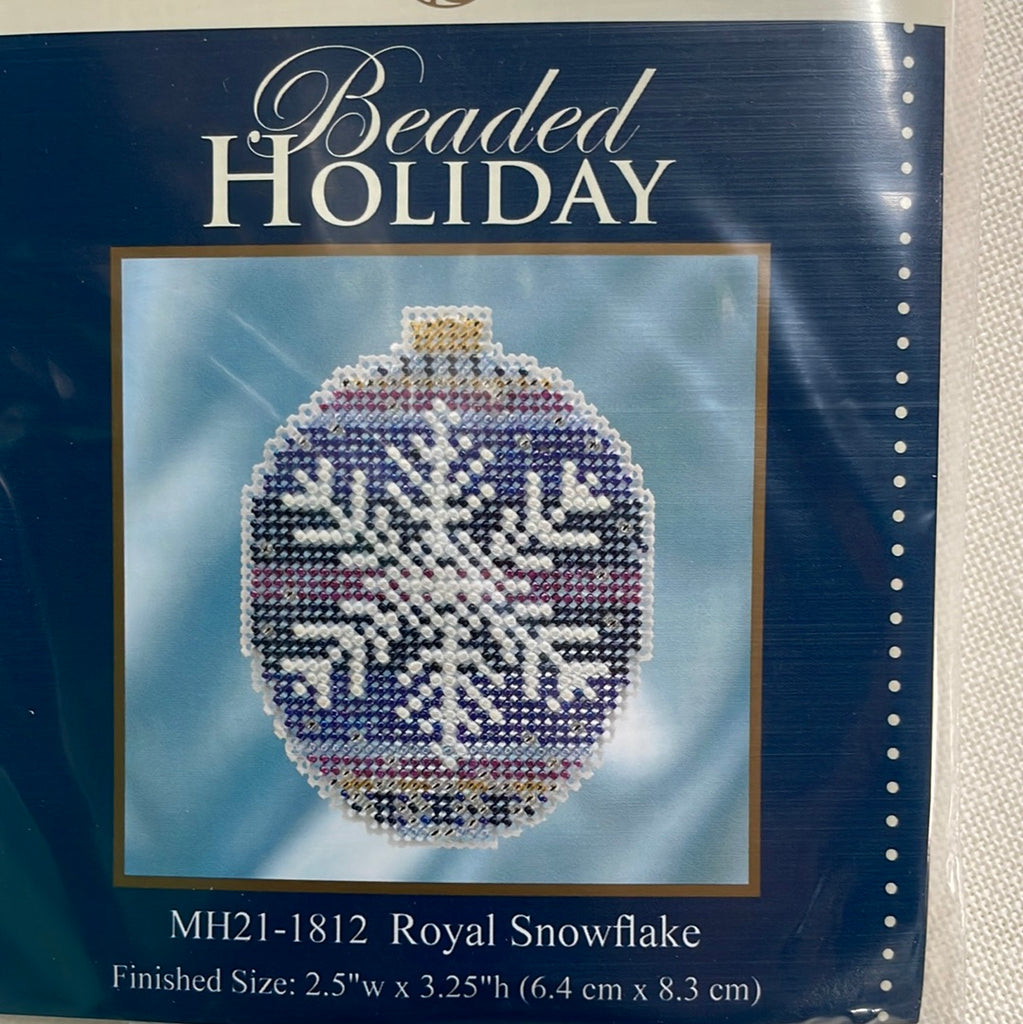 Beaded
HOLIDAY
MH21-1812 Royal Snowflake
Finished Size: 2.5"w x 3.25"h (6.4 cm x 8.3 cm)